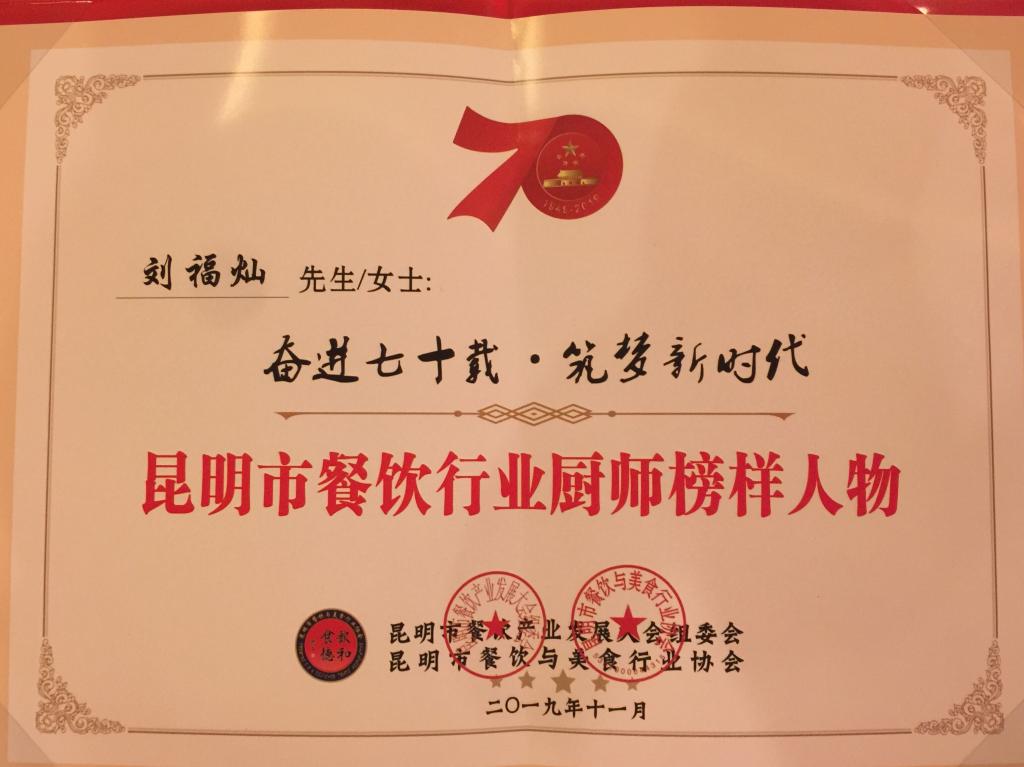 1949-2019
刘福灿 先生/女士:
奋进七十载·筑梦新时代
昆明市餐饮行业厨师榜样人物
昆明市餐饮产业发展大会组委会
昆明市餐饮与美食行业协会
二〇一九年十一月